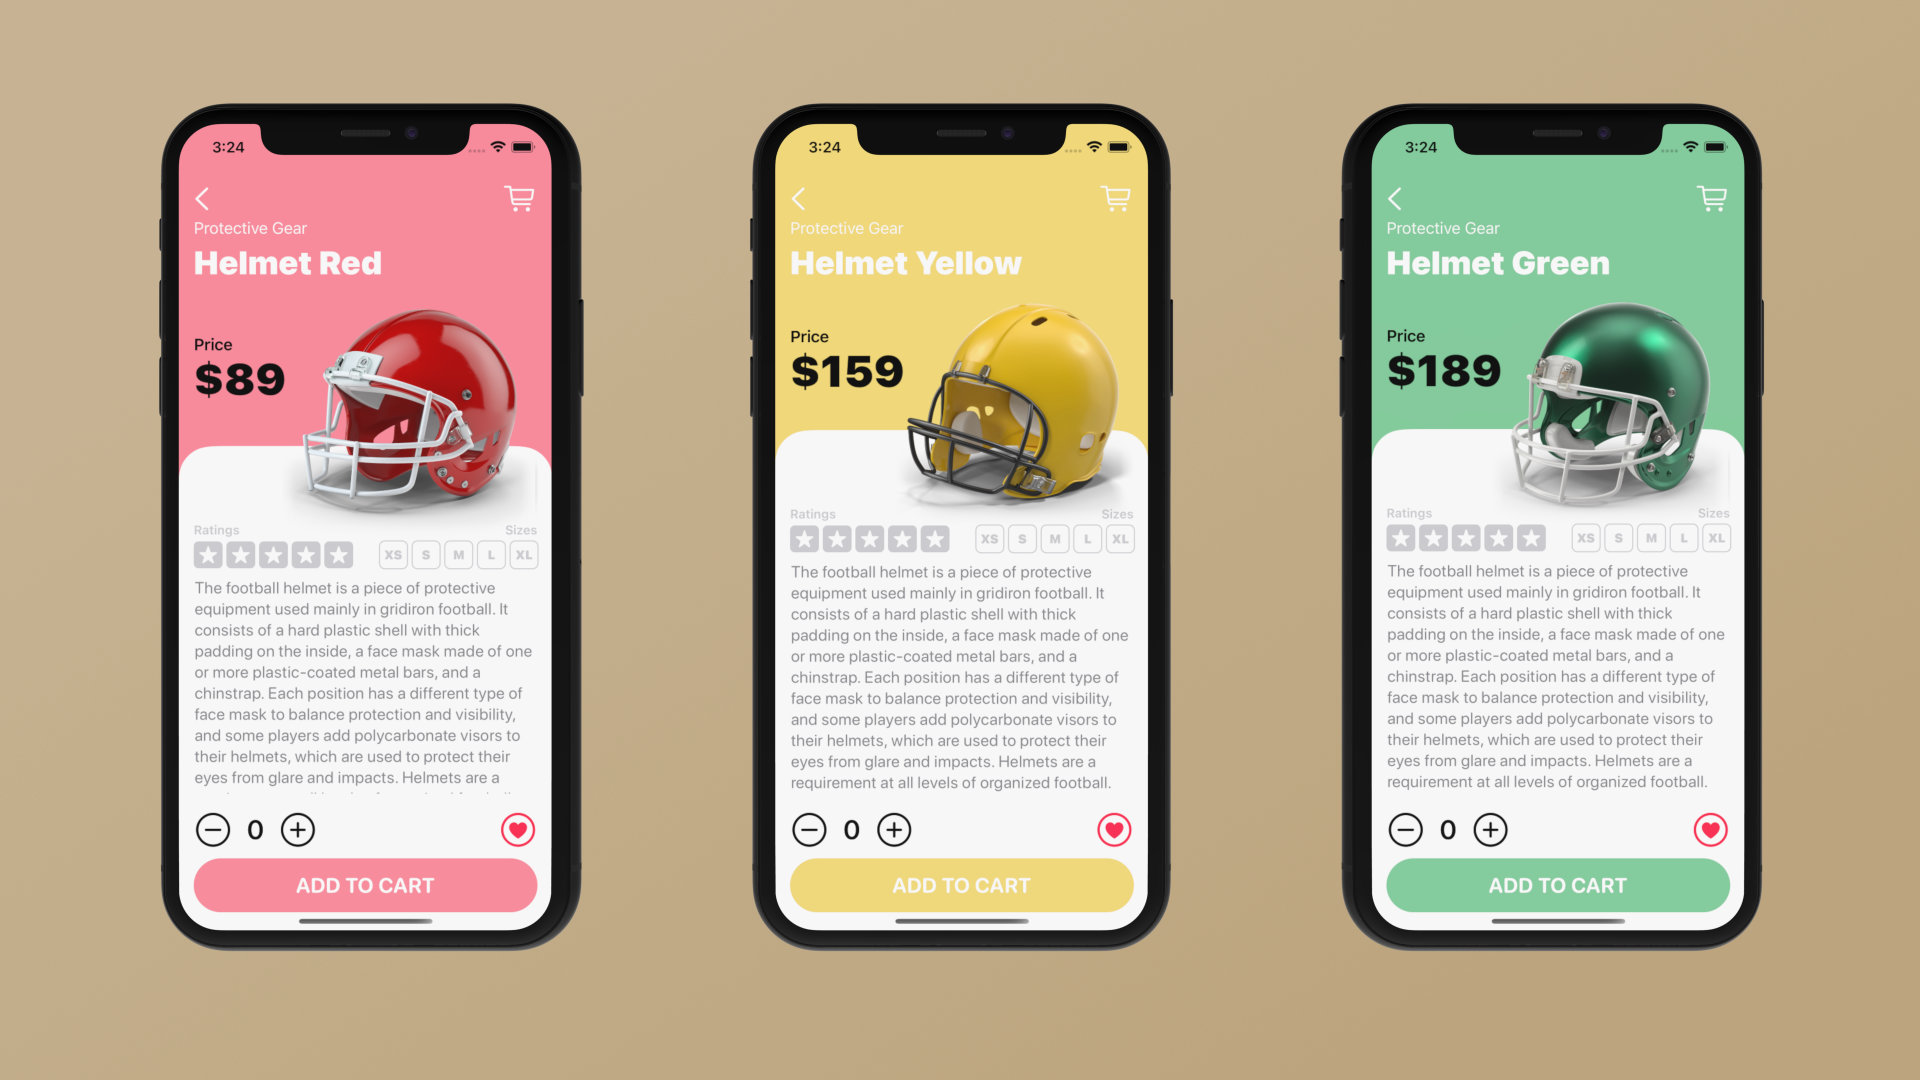 3:24
Protective Gear
Helmet Red
Price
$89
Ratings
Sizes
XS S M L XL
The football helmet is a piece of protective
equipment used mainly in gridiron football. It
consists of a hard plastic shell with thick
padding on the inside, a face mask made of one
or more plastic-coated metal bars, and a
chinstrap. Each position has a different type of
face mask to balance protection and visibility,
and some players add polycarbonate visors to
their helmets, which are used to protect their
eyes from glare and impacts. Helmets are a
0
ADD TO CART
3:24
Protective Gear
Helmet Yellow
Price
$159
Ratings
Sizes
XS S M L XL
The football helmet is a piece of protective
equipment used mainly in gridiron football. It
consists of a hard plastic shell with thick
padding on the inside, a face mask made of one
or more plastic-coated metal bars, and a
chinstrap. Each position has a different type of
face mask to balance protection and visibility,
and some players add polycarbonate visors to
their helmets, which are used to protect their
eyes from glare and impacts. Helmets are a
requirement at all levels of organized football.
0
ADD TO CART
3:24
Protective Gear
Helmet Green
Price
$189
Ratings
Sizes
XS S M L XL
The football helmet is a piece of protective
equipment used mainly in gridiron football. It
consists of a hard plastic shell with thick
padding on the inside, a face mask made of one
or more plastic-coated metal bars, and a
chinstrap. Each position has a different type of
face mask to balance protection and visibility,
and some players add polycarbonate visors to
their helmets, which are used to protect their
eyes from glare and impacts. Helmets are a
requirement at all levels of organized football.
0
ADD TO CART